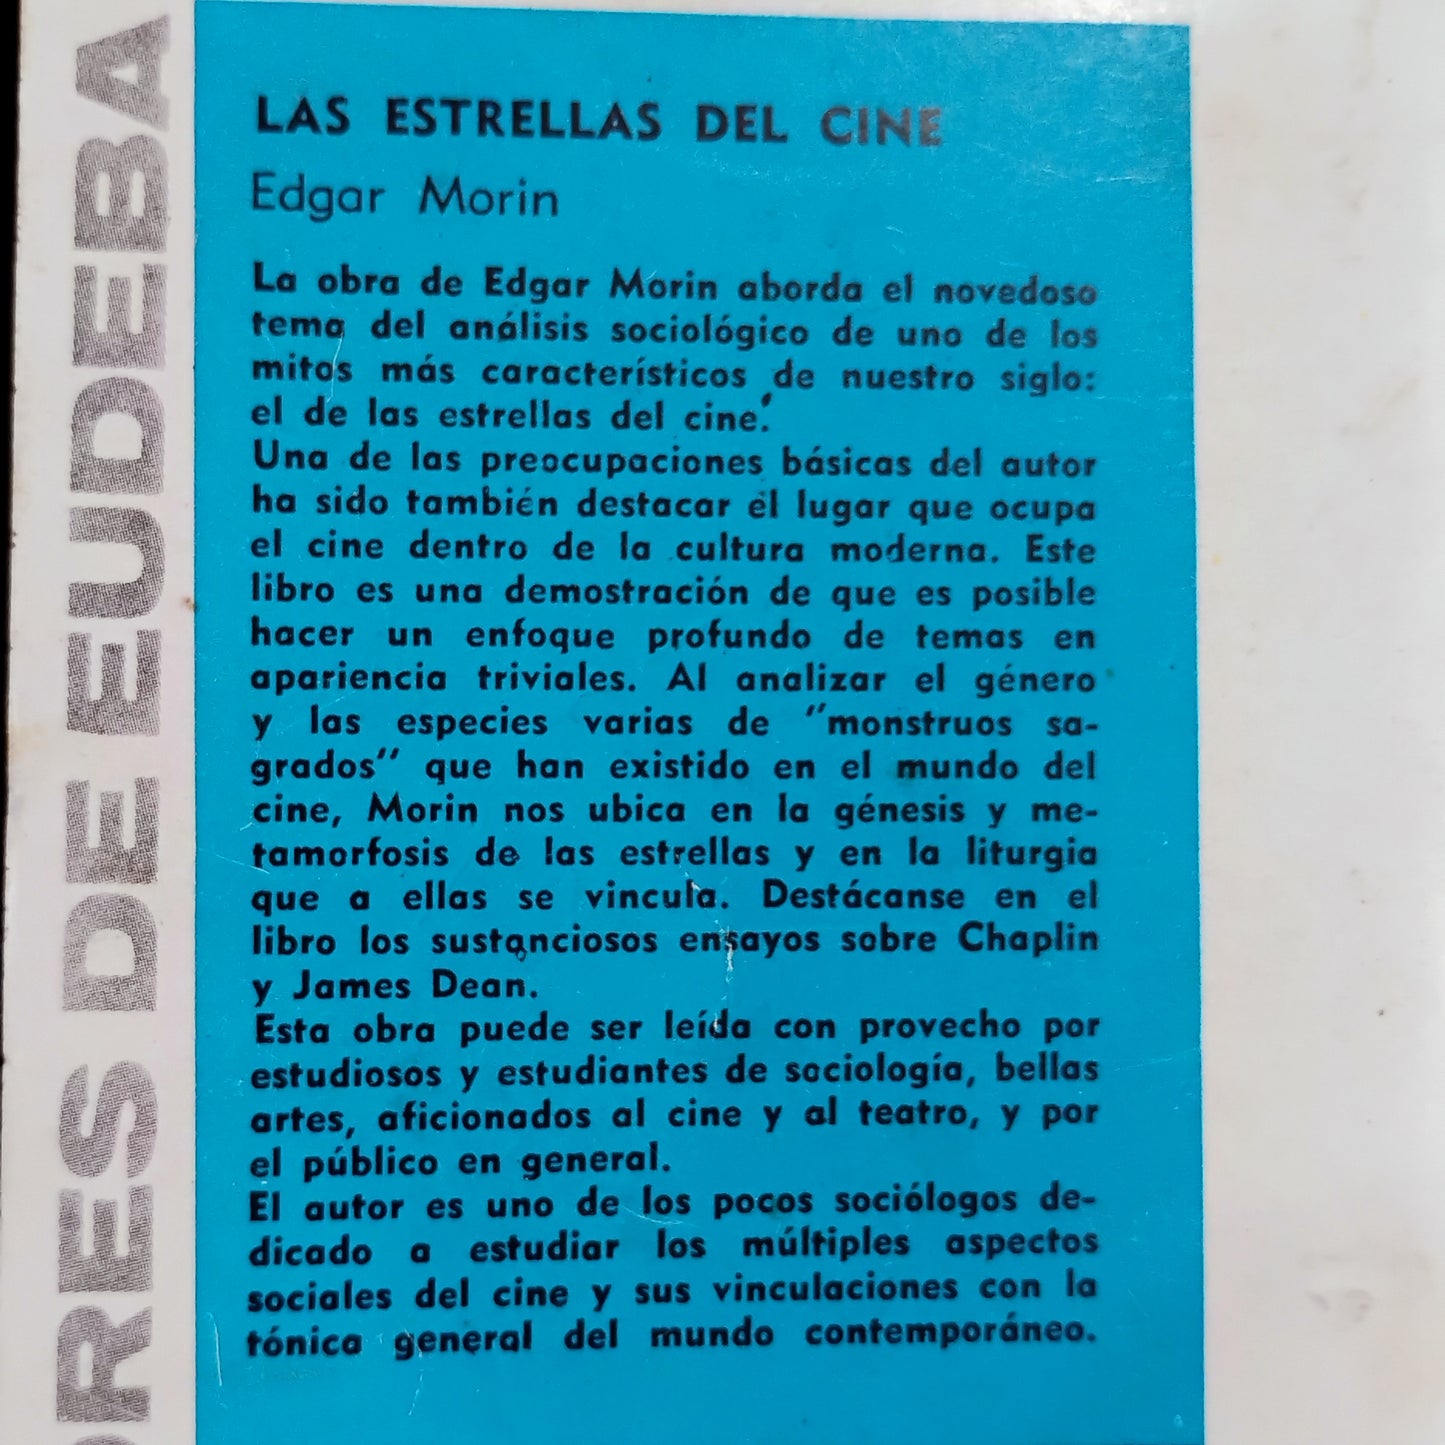 LAS ESTRELLAS DEL CINE
Edgar Morin
La obra de Edgar Morin aborda el novedoso
tema del análisis sociológico de uno de los
mitos más característicos de nuestro siglo:
el de las estrellas del cine.
Una de las preocupaciones básicas del autor
ha sido también destacar el lugar que ocupa
el cine dentro de la cultura moderna. Este
libro es una demostración de que es posible
hacer un enfoque profundo de temas en
apariencia triviales. Al analizar el género
y las especies varias de "monstruos sa-
grados" que han existido en el mundo del
cine, Morin nos ubica en la génesis y me-
tamorfosis de las estrellas y en la liturgia
que a ellas se vincula. Destácanse en el
libro los sustanciosos ensayos sobre Chaplin
y James Dean.
Esta obra puede ser leída con provecho por
estudiosos y estudiantes de sociología, bellas
artes, aficionados al cine y al teatro, y por
el público en general.
El autor es uno de los pocos sociólogos de-
dicado a estudiar los múltiples aspectos
sociales del cine y sus vinculaciones con la
tónica general del mundo contemporáneo.
DE EUDEBA